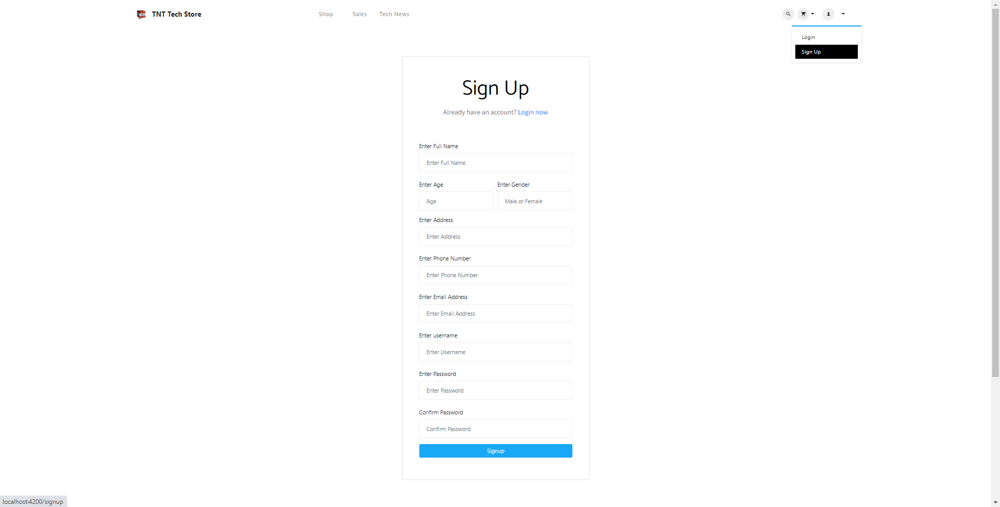 TNT Tech Store
Shop
Sales
Tech News
Login
Sign Up
Sign Up
Already have an account? Login now
Enter Full Name
Enter Full Name
Enter Age
Enter Gender
Age
Male or Female
Enter Address
Enter Address
Enter Phone Number
Enter Phone Number
Enter Email Address
Enter Email Address
Enter username
Enter Username
Enter Password
Enter Password
Confirm Password
Confirm Password
Signup
localhost:4200/signup